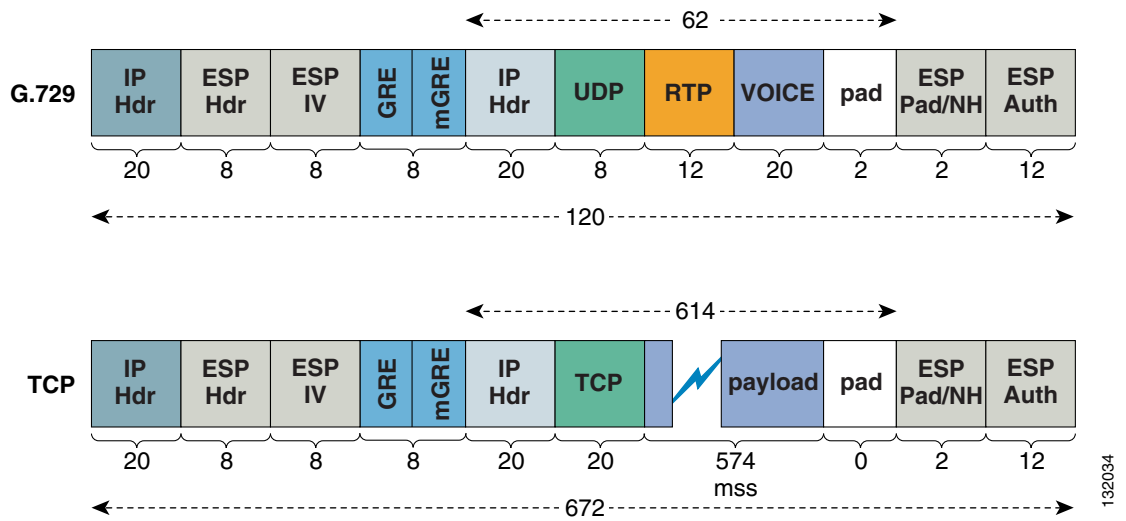 62
G.729
IP Hdr
ESP Hdr
ESP IV
GRE
mGRE
IP Hdr
UDP
RTP
VOICE
pad
ESP Pad/NH
ESP Auth
20 8 8 8 20 8 12 20 2 2 12
120
614
TCP
IP Hdr
ESP Hdr
ESP IV
GRE
mGRE
IP Hdr
TCP
payload
pad
ESP Pad/NH
ESP Auth
20 8 8 8 20 20 574 0 2 12
mss
672
132034